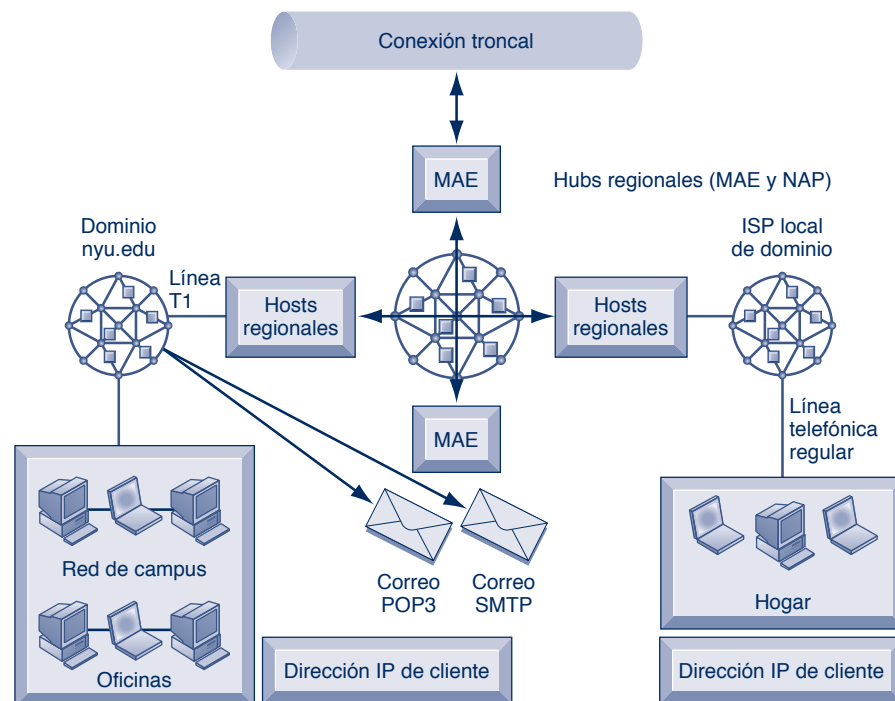 Conexión troncal
MAE
Hubs regionales (MAE y NAP)
Dominio
nyu.edu
ISP local
de dominio
Línea
T1
Hosts
regionales
Hosts
regionales
MAE
Línea
telefónica
regular
Red de campus
Correo
POP3
Correo
SMTP
Hogar
Oficinas
Dirección IP de cliente
Dirección IP de cliente